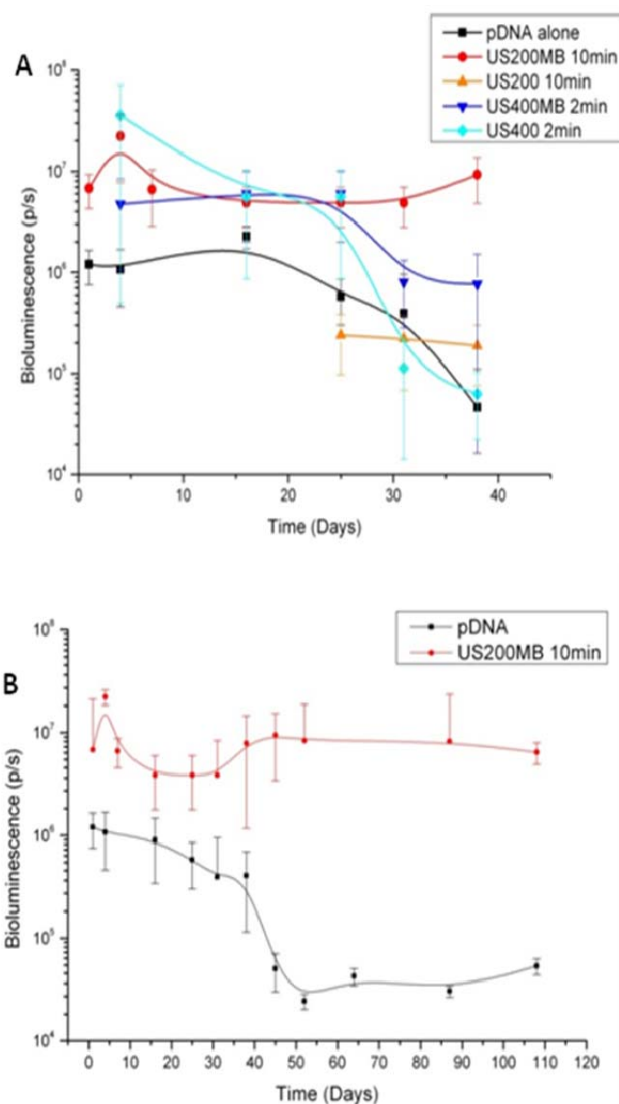 A
pDNA alone
US200MB 10min
US200 10min
US400MB 2min
US400 2min
10⁸
10⁷
10⁶
10⁵
10⁴
Bioluminescence (p/s)
0 10 20 30 40
Time (Days)
B
pDNA
US200MB 10min
10⁸
10⁷
10⁶
10⁵
10⁴
Bioluminescence (p/s)
0 10 20 30 40 50 60 70 80 90 100 110 120
Time (Days)